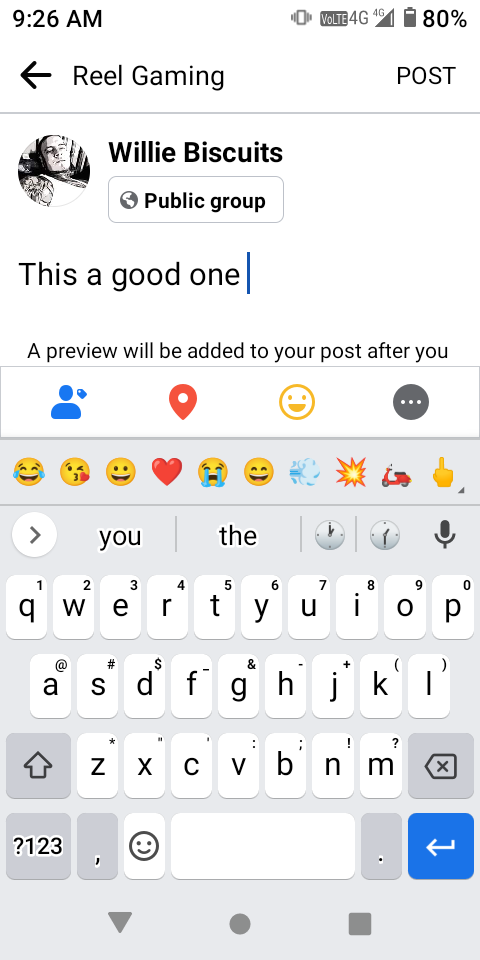 9:26 AM VoLTE 4G 4G 80%
Reel Gaming POST
Willie Biscuits
Public group
This a good one
A preview will be added to your post after you
you the
1 2 3 4 5 6 7 8 9 0
q w e r t y u i o p
@ # $ _ & - + ( )
a s d f g h j k l
* " ' : ; ! ?
z x c v b n m
?123 , .